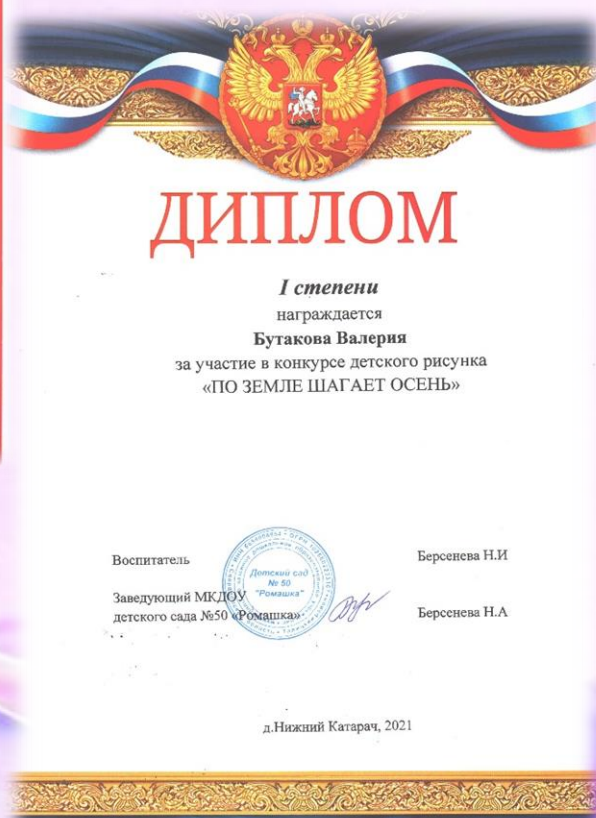 ДИПЛОМ
I степени
награждается
Бутакова Валерия
за участие в конкурсе детского рисунка
«ПО ЗЕМЛЕ ШАГАЕТ ОСЕНЬ»
Воспитатель
Берсенева Н.И
Детский сад
№ 50
"Ромашка"
Заведующий МКДОУ
детского сада №50 «Ромашка»
Берсенева Н.А
д.Нижний Катарач, 2021